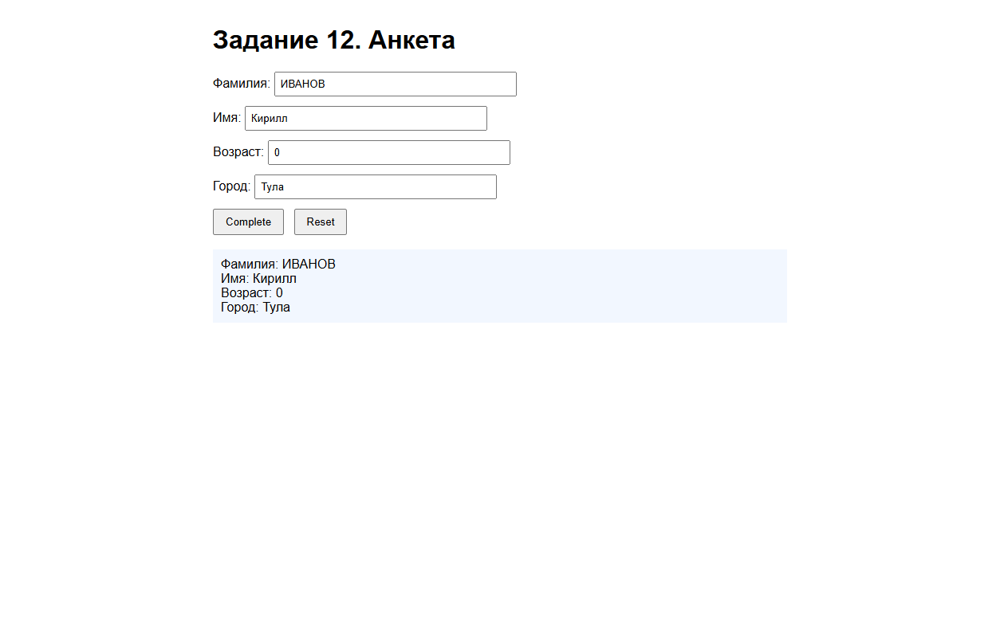 Задание 12. Анкета
Фамилия: ИВАНОВ
Имя: Кирилл
Возраст: 0
Город: Тула
Complete Reset
Фамилия: ИВАНОВ
Имя: Кирилл
Возраст: 0
Город: Тула